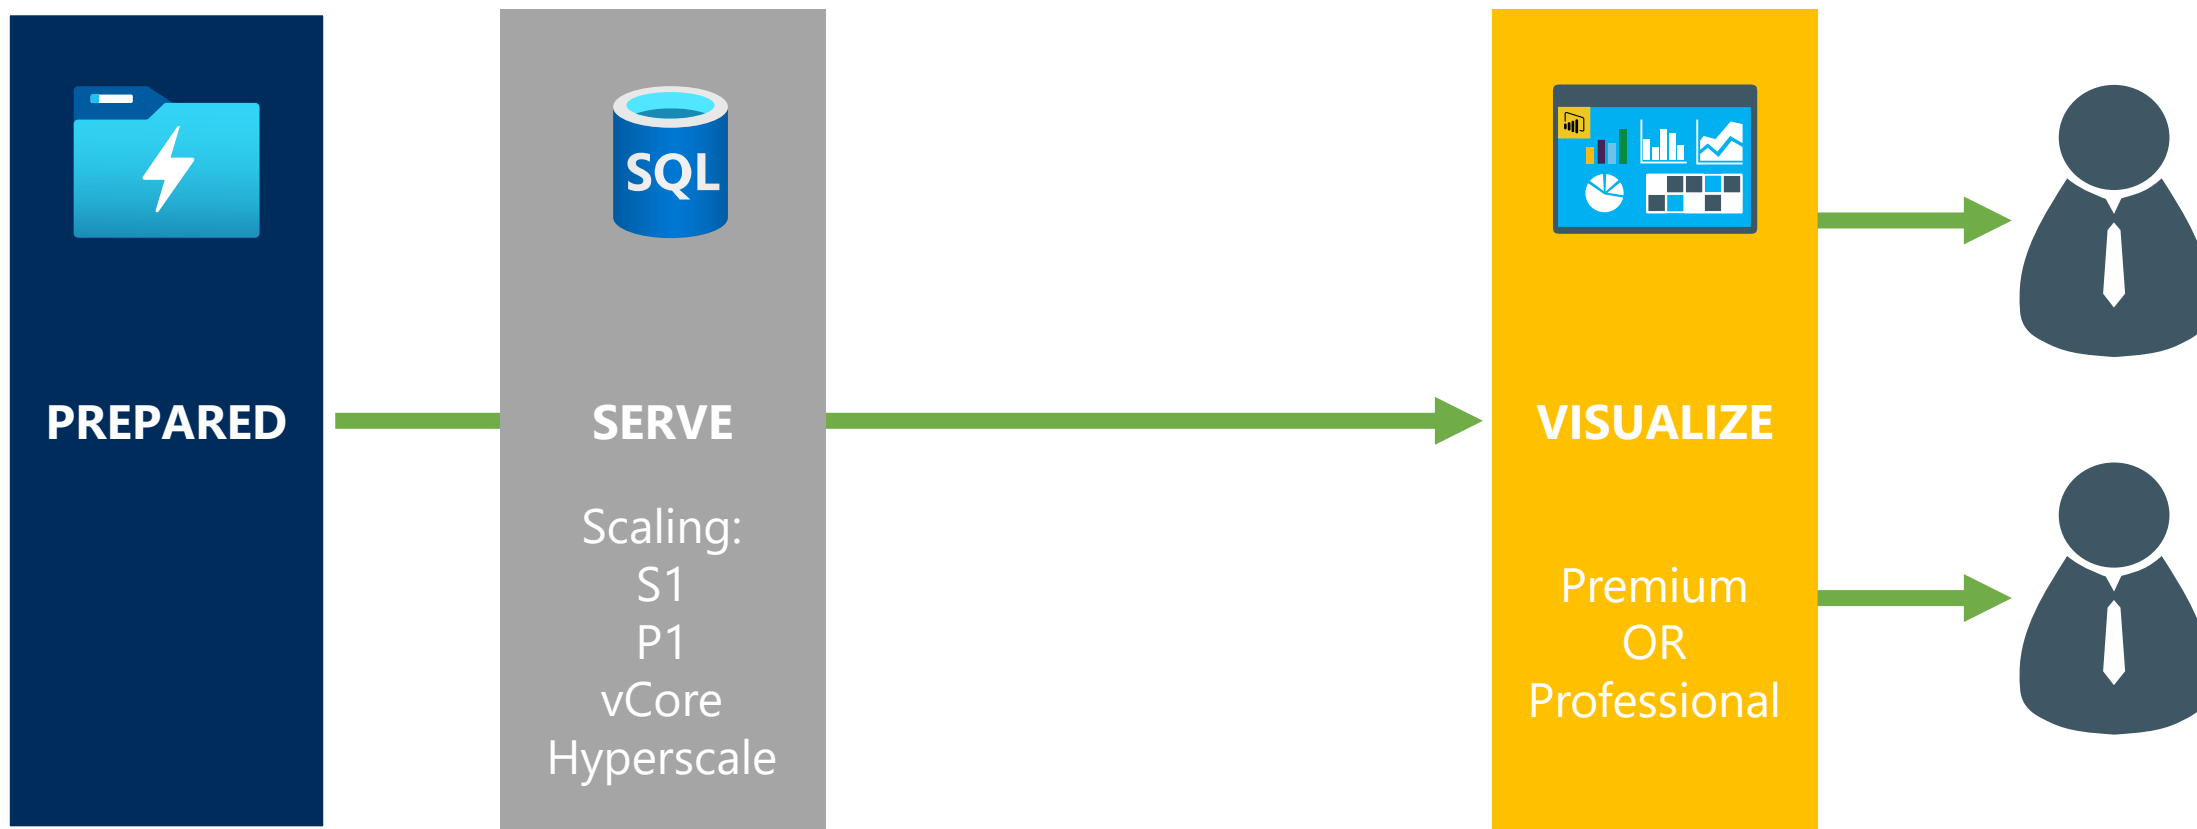 SQL
PREPARED
SERVE
Scaling:
S1
P1
vCore
Hyperscale
VISUALIZE
Premium
OR
Professional